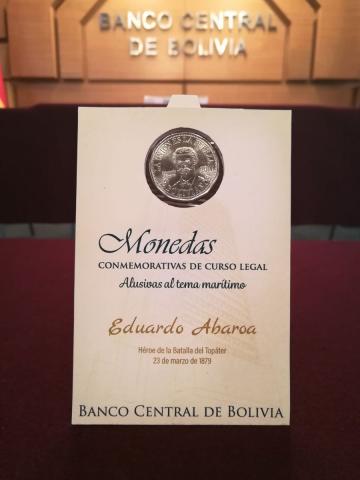 BANCO CENTRAL
DE BOLIVIA
Monedas
CONMEMORATIVAS DE CURSO LEGAL
Alusivas al tema marítimo
Eduardo Abaroa
Héroe de la Batalla del Topáter
23 de marzo de 1879
BANCO CENTRAL DE BOLIVIA